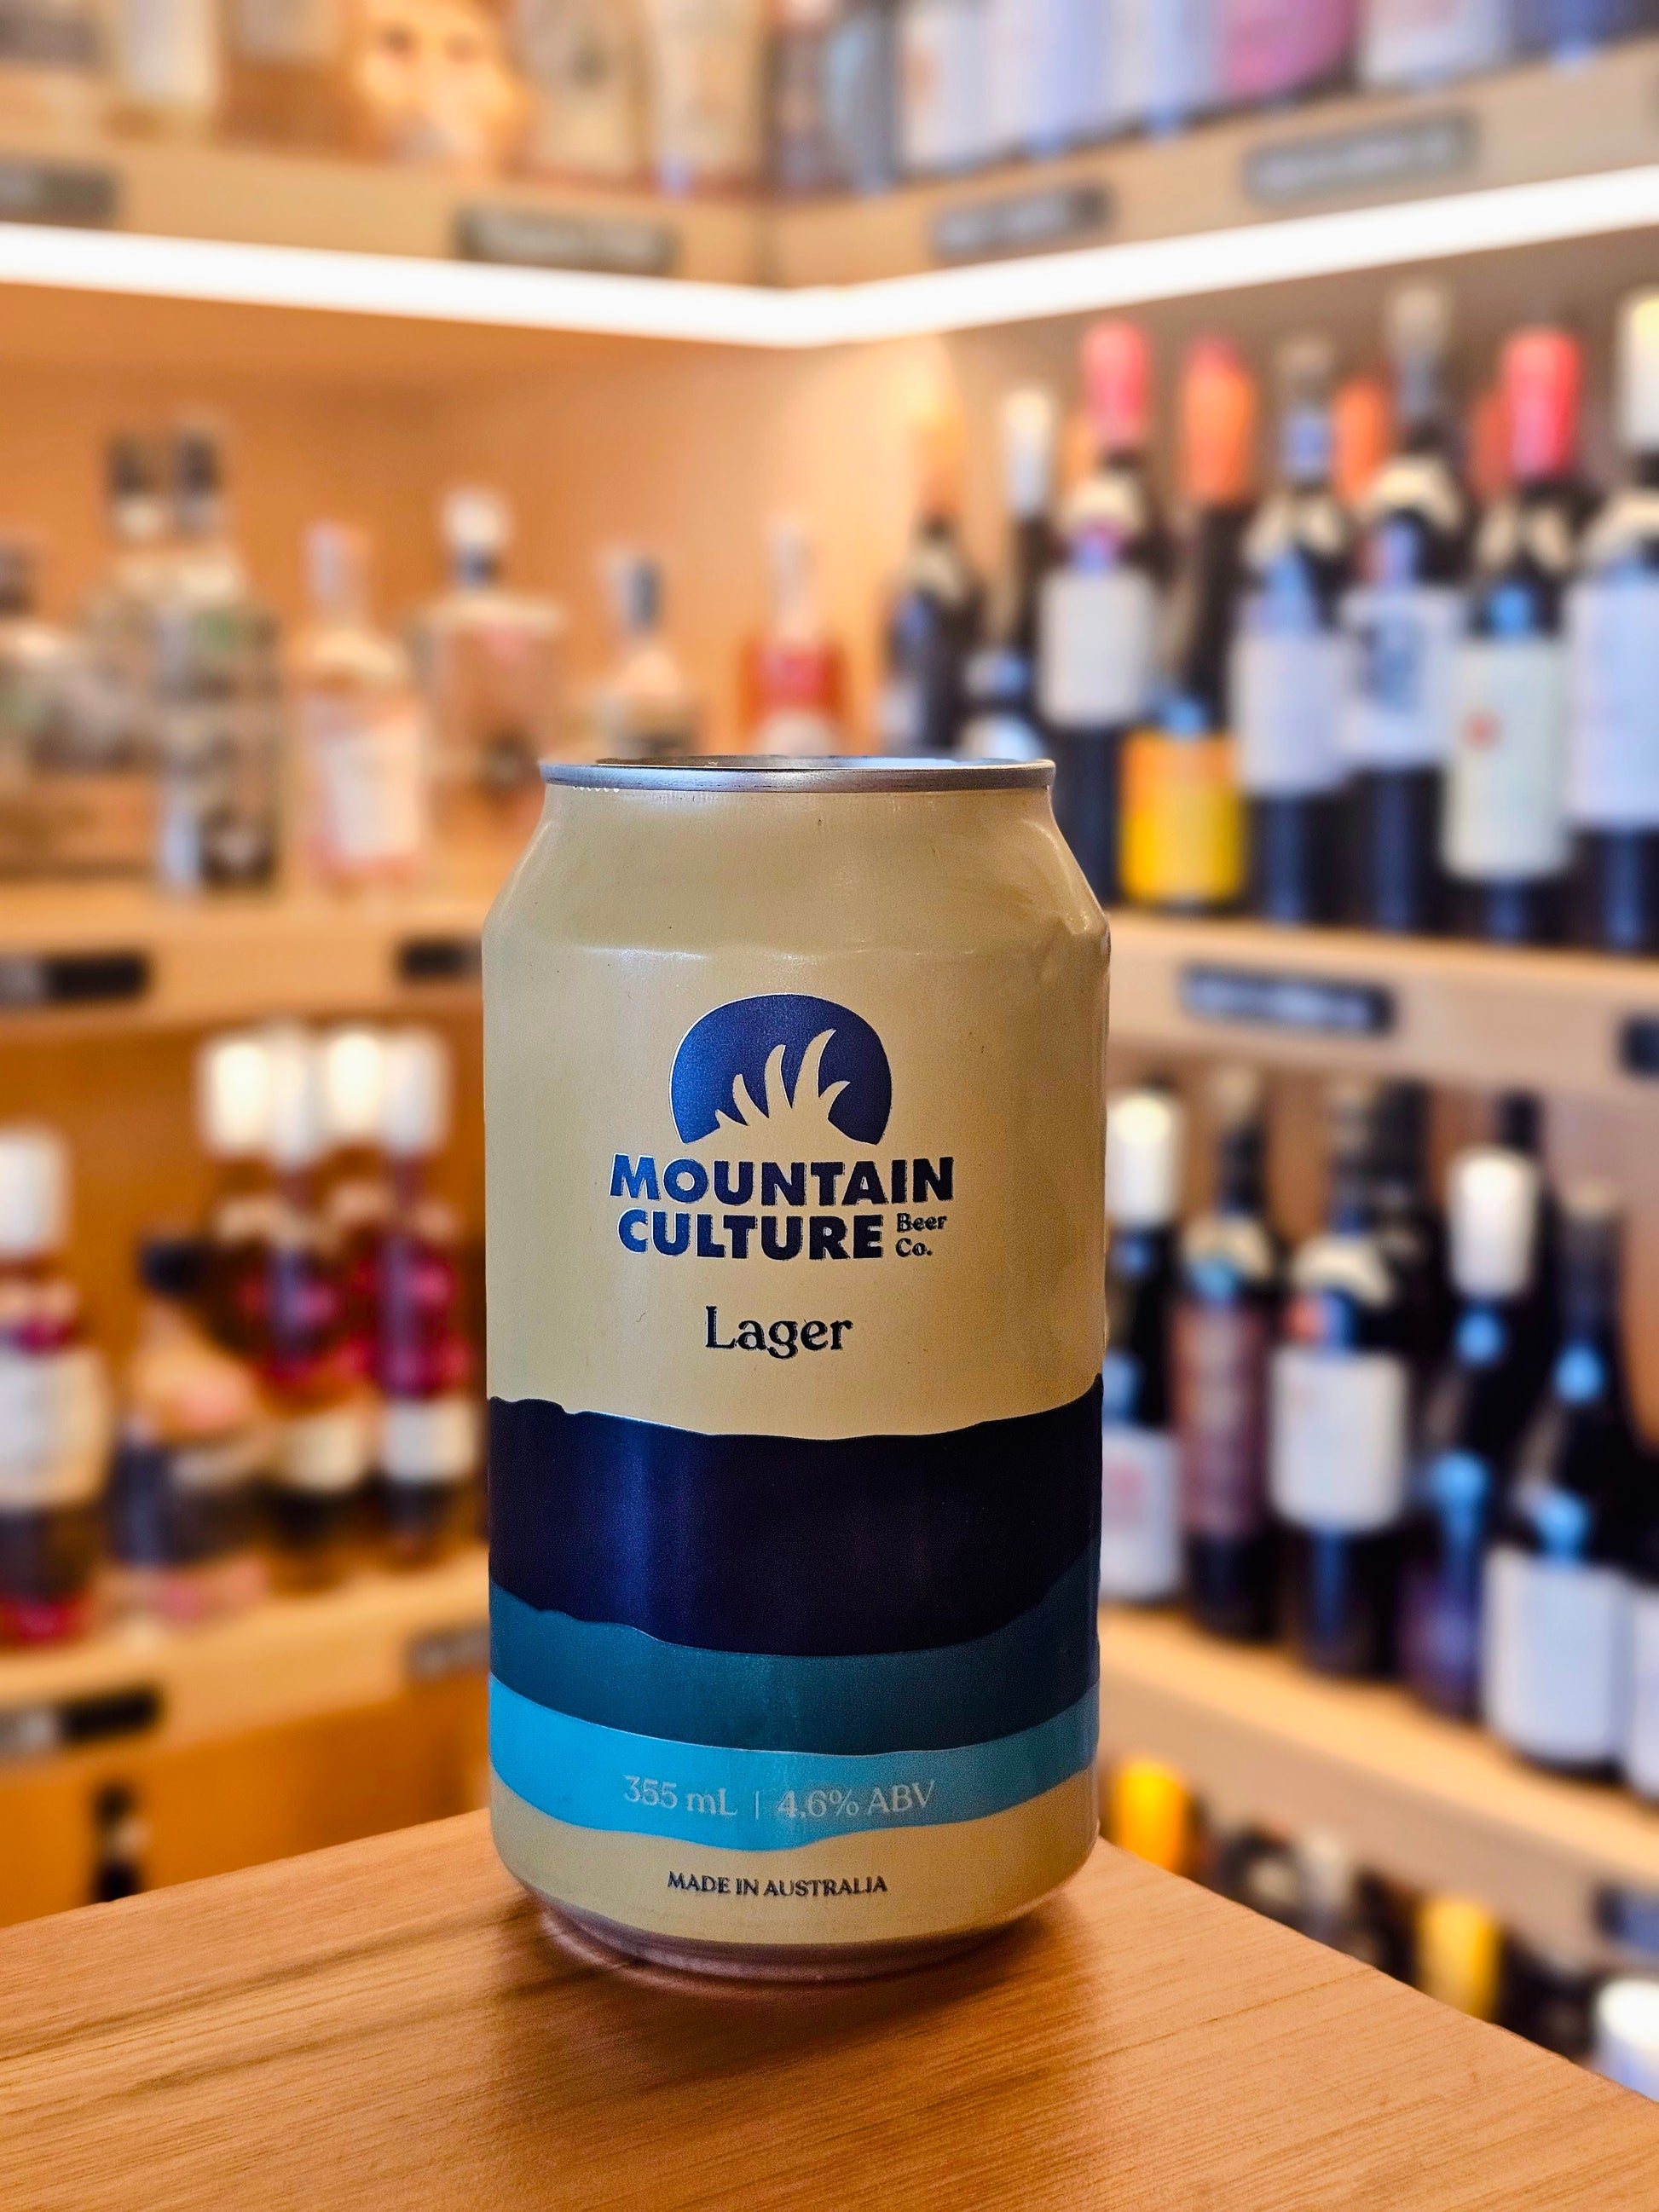 MOUNTAIN
CULTURE Beer Co.
Lager
355 mL | 4.6% ABV
MADE IN AUSTRALIA